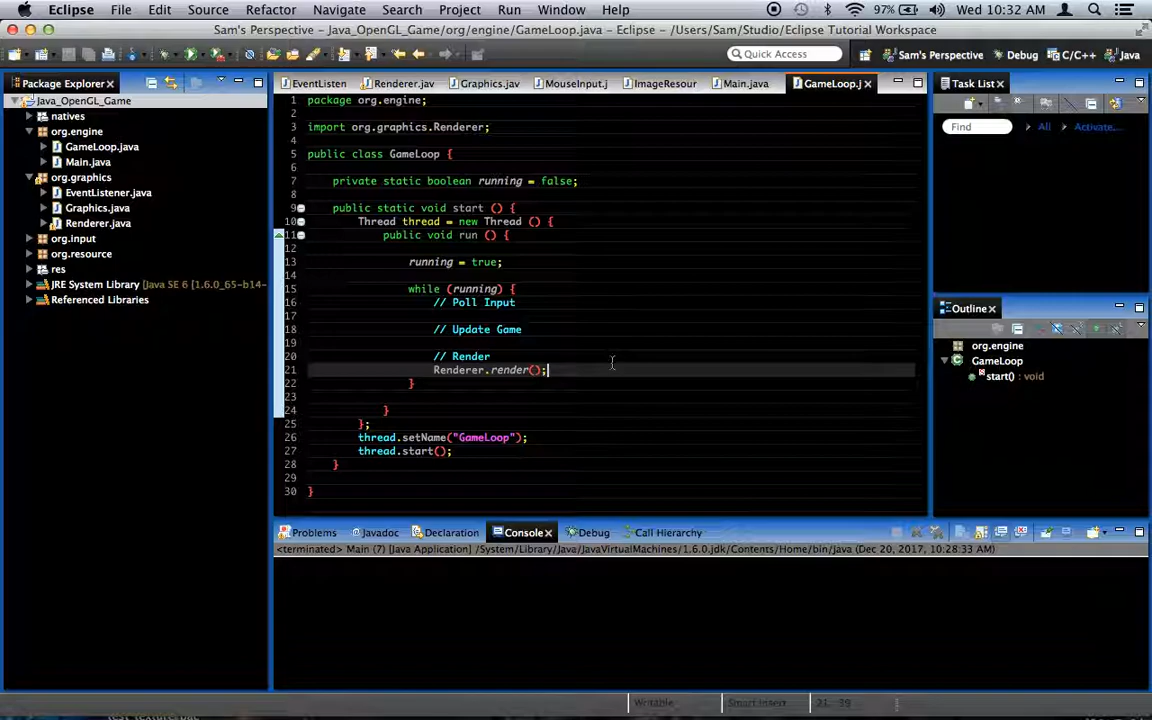 Eclipse File Edit Source Refactor Navigate Search Project Run Window Help 97% Wed 10:32 AM
Sam's Perspective - Java_OpenGL_Game/org/engine/GameLoop.java - Eclipse - /Users/Sam/Studio/Eclipse Tutorial Workspace
Quick Access Sam's Perspective Debug C/C++ Java
Package Explorer
Java_OpenGL_Game
natives
org.engine
GameLoop.java
Main.java
org.graphics
EventListener.java
Graphics.java
Renderer.java
org.input
org.resource
res
JRE System Library [Java SE 6 [1.6.0_65-b14-
Referenced Libraries
EventListen Renderer.jav Graphics.jav MouseInput.j ImageResour Main.java GameLoop.j
1 package org.engine;
2
3 import org.graphics.Renderer;
4
5 public class GameLoop {
6
7 private static boolean running = false;
8
9 public static void start () {
10 Thread thread = new Thread () {
11 public void run () {
12
13 running = true;
14
15 while (running) {
16 // Poll Input
17
18 // Update Game
19
20 // Render
21 Renderer.render();
22 }
23
24 }
25 };
26 thread.setName("GameLoop");
27 thread.start();
28 }
29
30 }
Task List
Find All Activate...
Outline
org.engine
GameLoop
start() : void
Problems Javadoc Declaration Console Debug Call Hierarchy
<terminated> Main (7) [Java Application] /System/Library/Java/JavaVirtualMachines/1.6.0.jdk/Contents/Home/bin/java (Dec 20, 2017, 10:28:33 AM)
Writable Smart Insert 21 : 39